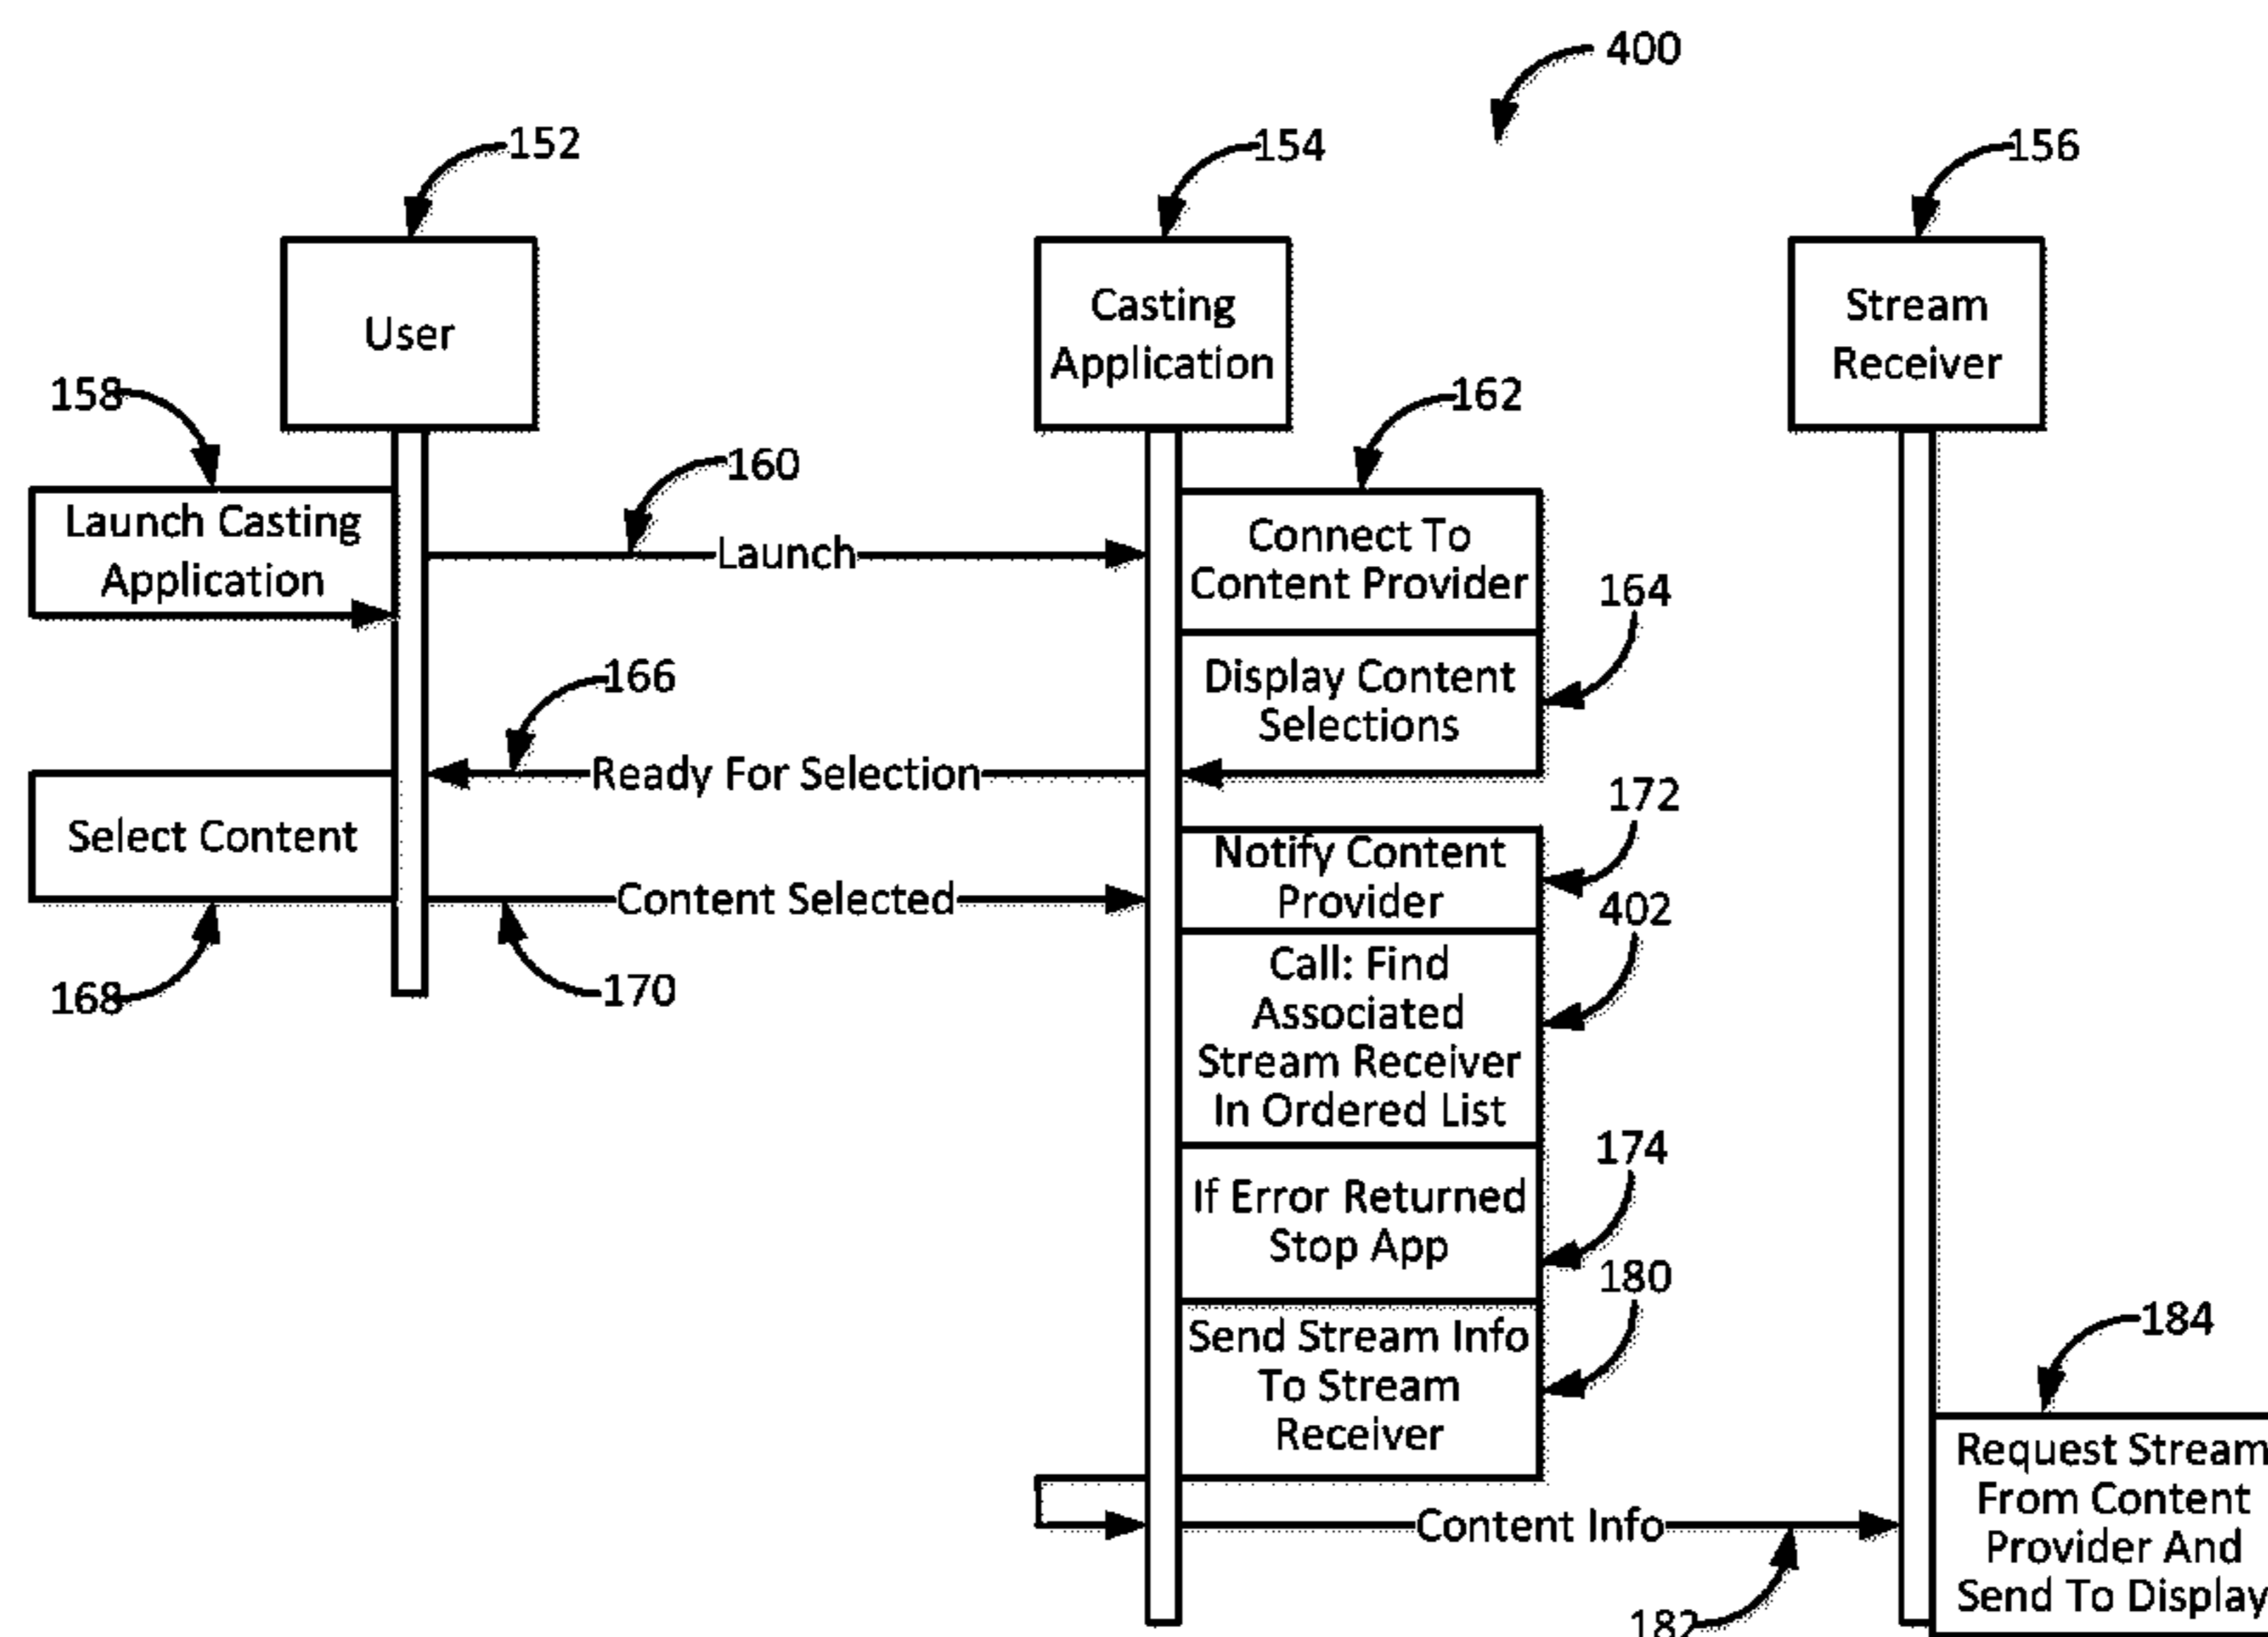 400
152
154
156
User
Casting
Application
Stream
Receiver
158
162
160
Launch Casting
Application
Launch
Connect To
Content Provider
164
166
Display Content
Selections
Ready For Selection
172
Select Content
Notify Content
Provider
Content Selected
402
168
170
Call: Find
Associated
Stream Receiver
In Ordered List
174
If Error Returned
Stop App
180
Send Stream Info
To Stream
Receiver
184
Request Stream
From Content
Provider And
Send To Display
Content Info
182